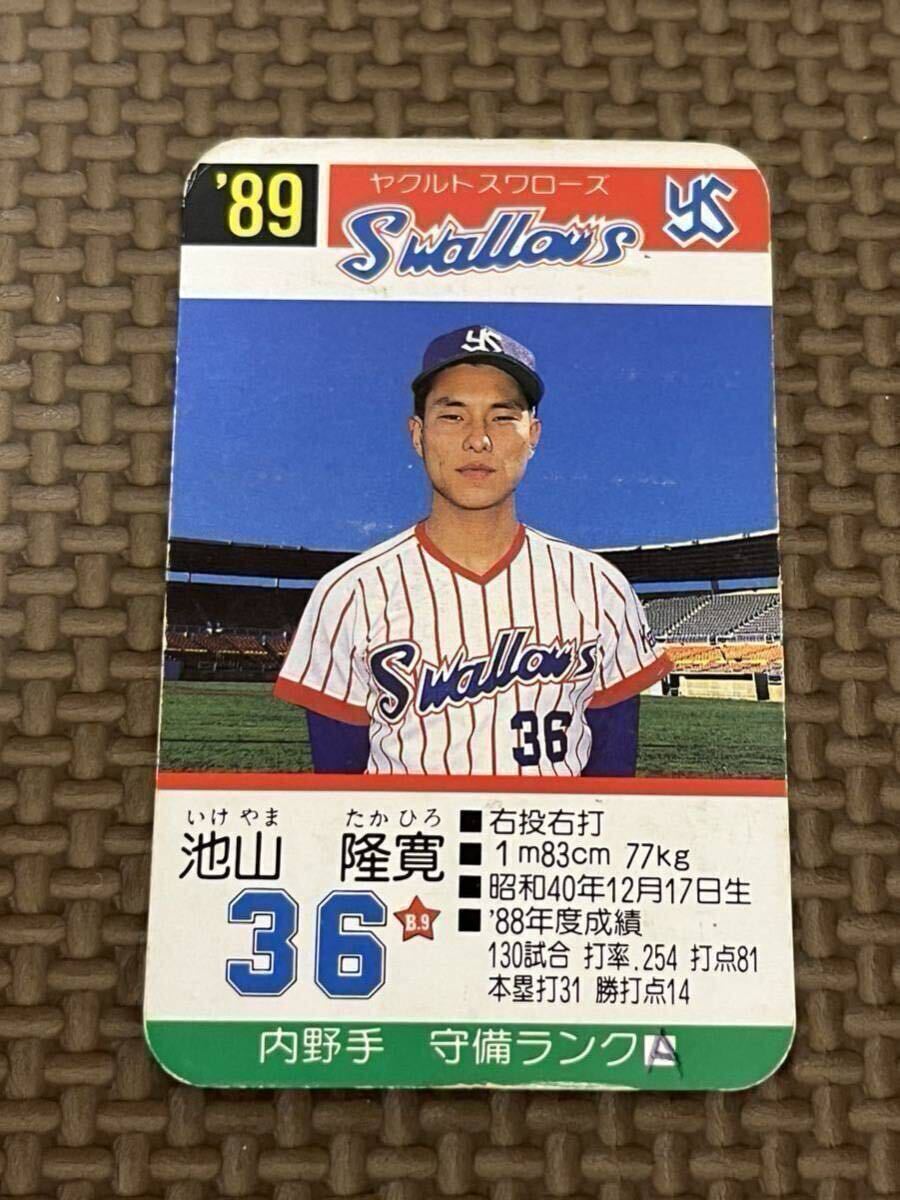 '89
ヤクルトスワローズ
Swallows
YS
YS
Swallows
36
いけ やま たか ひろ
池山 隆寛
36
B.9
■右投右打
■1m83cm 77kg
■昭和40年12月17日生
■'88年度成績
130試合 打率.254 打点81
本塁打31 勝打点14
内野手 守備ランクA